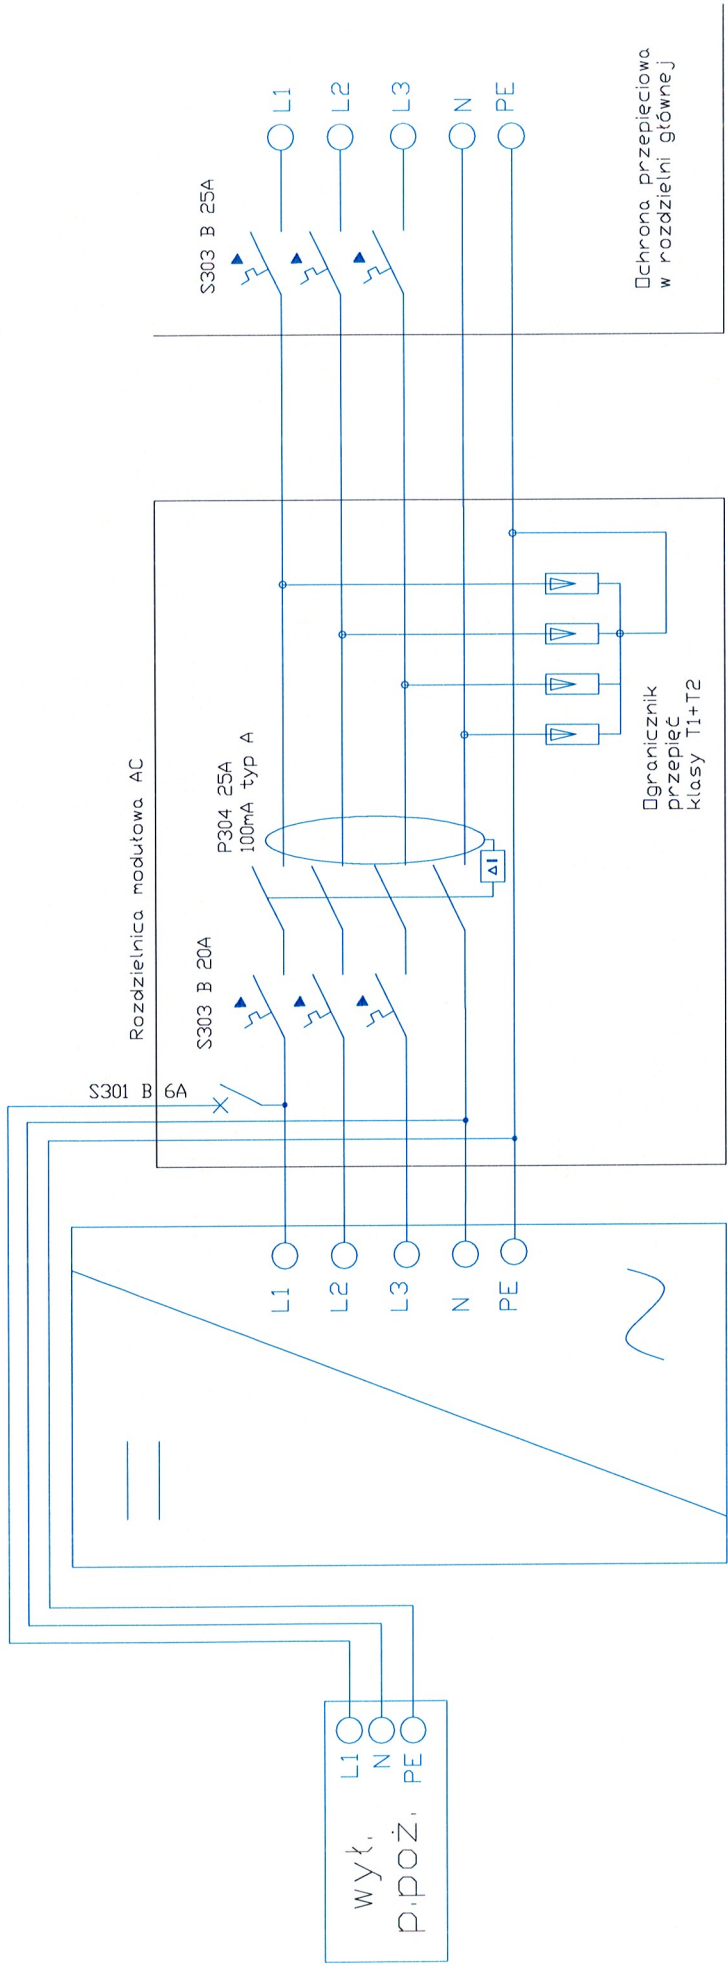 wył.
p.poż.
L1
N
PE
L1
L2
L3
N
PE
S301 B 6A
Rozdzielnica modułowa AC
S303 B 20A
P304 25A
100mA typ A
ΔI
Ogranicznik
przepięć
klasy T1+T2
S303 B 25A
L1
L2
L3
N
PE
Ochrona przepięciowa
w rozdzielni głównej